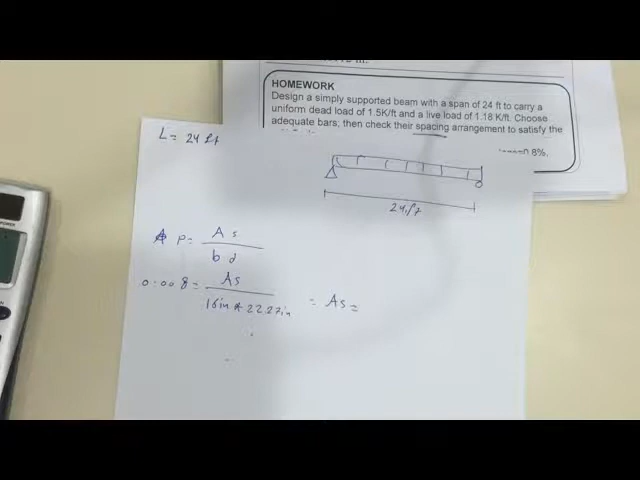 HOMEWORK
Design a simply supported beam with a span of 24 ft to carry a
uniform dead load of 1.5K/ft and a live load of 1.18 K/ft. Choose
adequate bars; then check their spacing arrangement to satisfy the
8%.
L = 24 ft
24 ft
ρ = As / b d
0.008 = As / 16in * 22.27in = As =